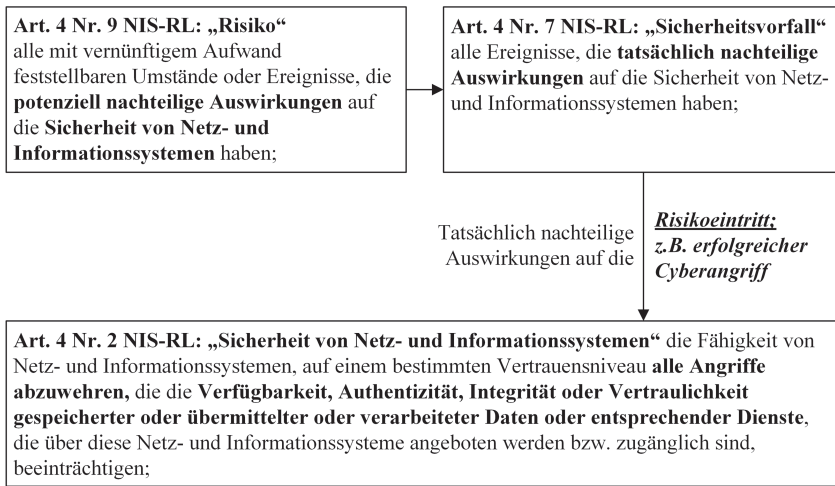 Art. 4 Nr. 9 NIS-RL: „Risiko“
alle mit vernünftigem Aufwand
feststellbaren Umstände oder Ereignisse, die
potenziell nachteilige Auswirkungen auf
die Sicherheit von Netz- und
Informationssystemen haben;
Art. 4 Nr. 7 NIS-RL: „Sicherheitsvorfall“
alle Ereignisse, die tatsächlich nachteilige
Auswirkungen auf die Sicherheit von Netz-
und Informationssystemen haben;
Tatsächlich nachteilige
Auswirkungen auf die
Risikoeintritt;
z.B. erfolgreicher
Cyberangriff
Art. 4 Nr. 2 NIS-RL: „Sicherheit von Netz- und Informationssystemen“ die Fähigkeit von
Netz- und Informationssystemen, auf einem bestimmten Vertrauensniveau alle Angriffe
abzuwehren, die die Verfügbarkeit, Authentizität, Integrität oder Vertraulichkeit
gespeicherter oder übermittelter oder verarbeiteter Daten oder entsprechender Dienste,
die über diese Netz- und Informationssysteme angeboten werden bzw. zugänglich sind,
beeinträchtigen;